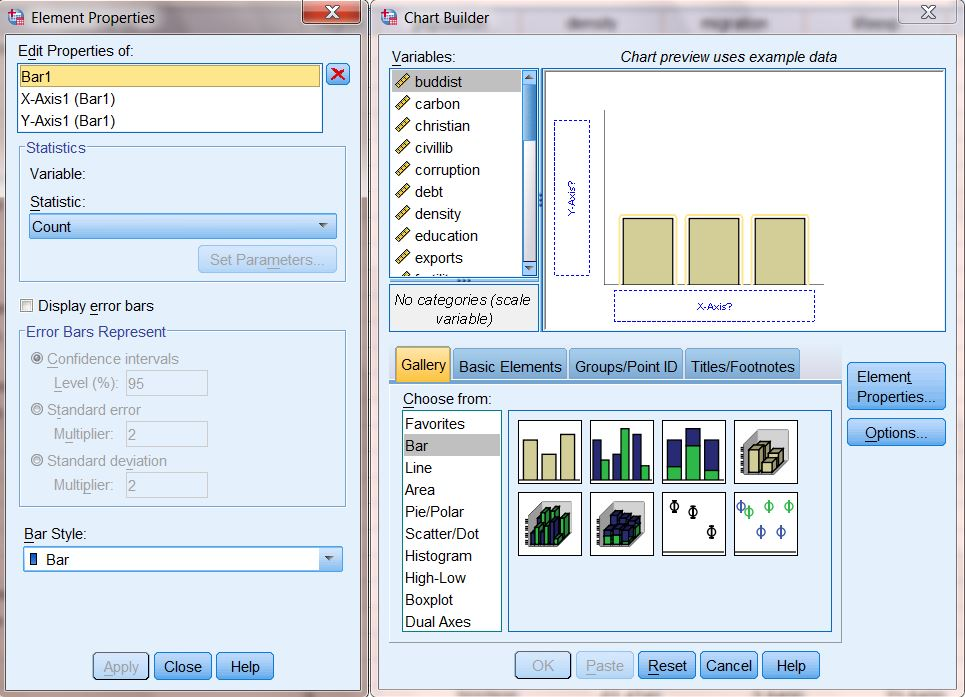 Element Properties
Edit Properties of:
Bar1
X-Axis1 (Bar1)
Y-Axis1 (Bar1)
Statistics
Variable:
Statistic:
Count
Set Parameters...
Display error bars
Error Bars Represent
Confidence intervals
Level (%): 95
Standard error
Multiplier: 2
Standard deviation
Multiplier: 2
Bar Style:
Bar
Apply Close Help
Chart Builder
density migration
Variables:
Chart preview uses example data
buddist
carbon
christian
civillib
corruption
debt
density
education
exports
No categories (scale
variable)
Y-Axis?
X-Axis?
Gallery Basic Elements Groups/Point ID Titles/Footnotes
Element
Properties...
Options...
Choose from:
Favorites
Bar
Line
Area
Pie/Polar
Scatter/Dot
Histogram
High-Low
Boxplot
Dual Axes
OK Paste Reset Cancel Help